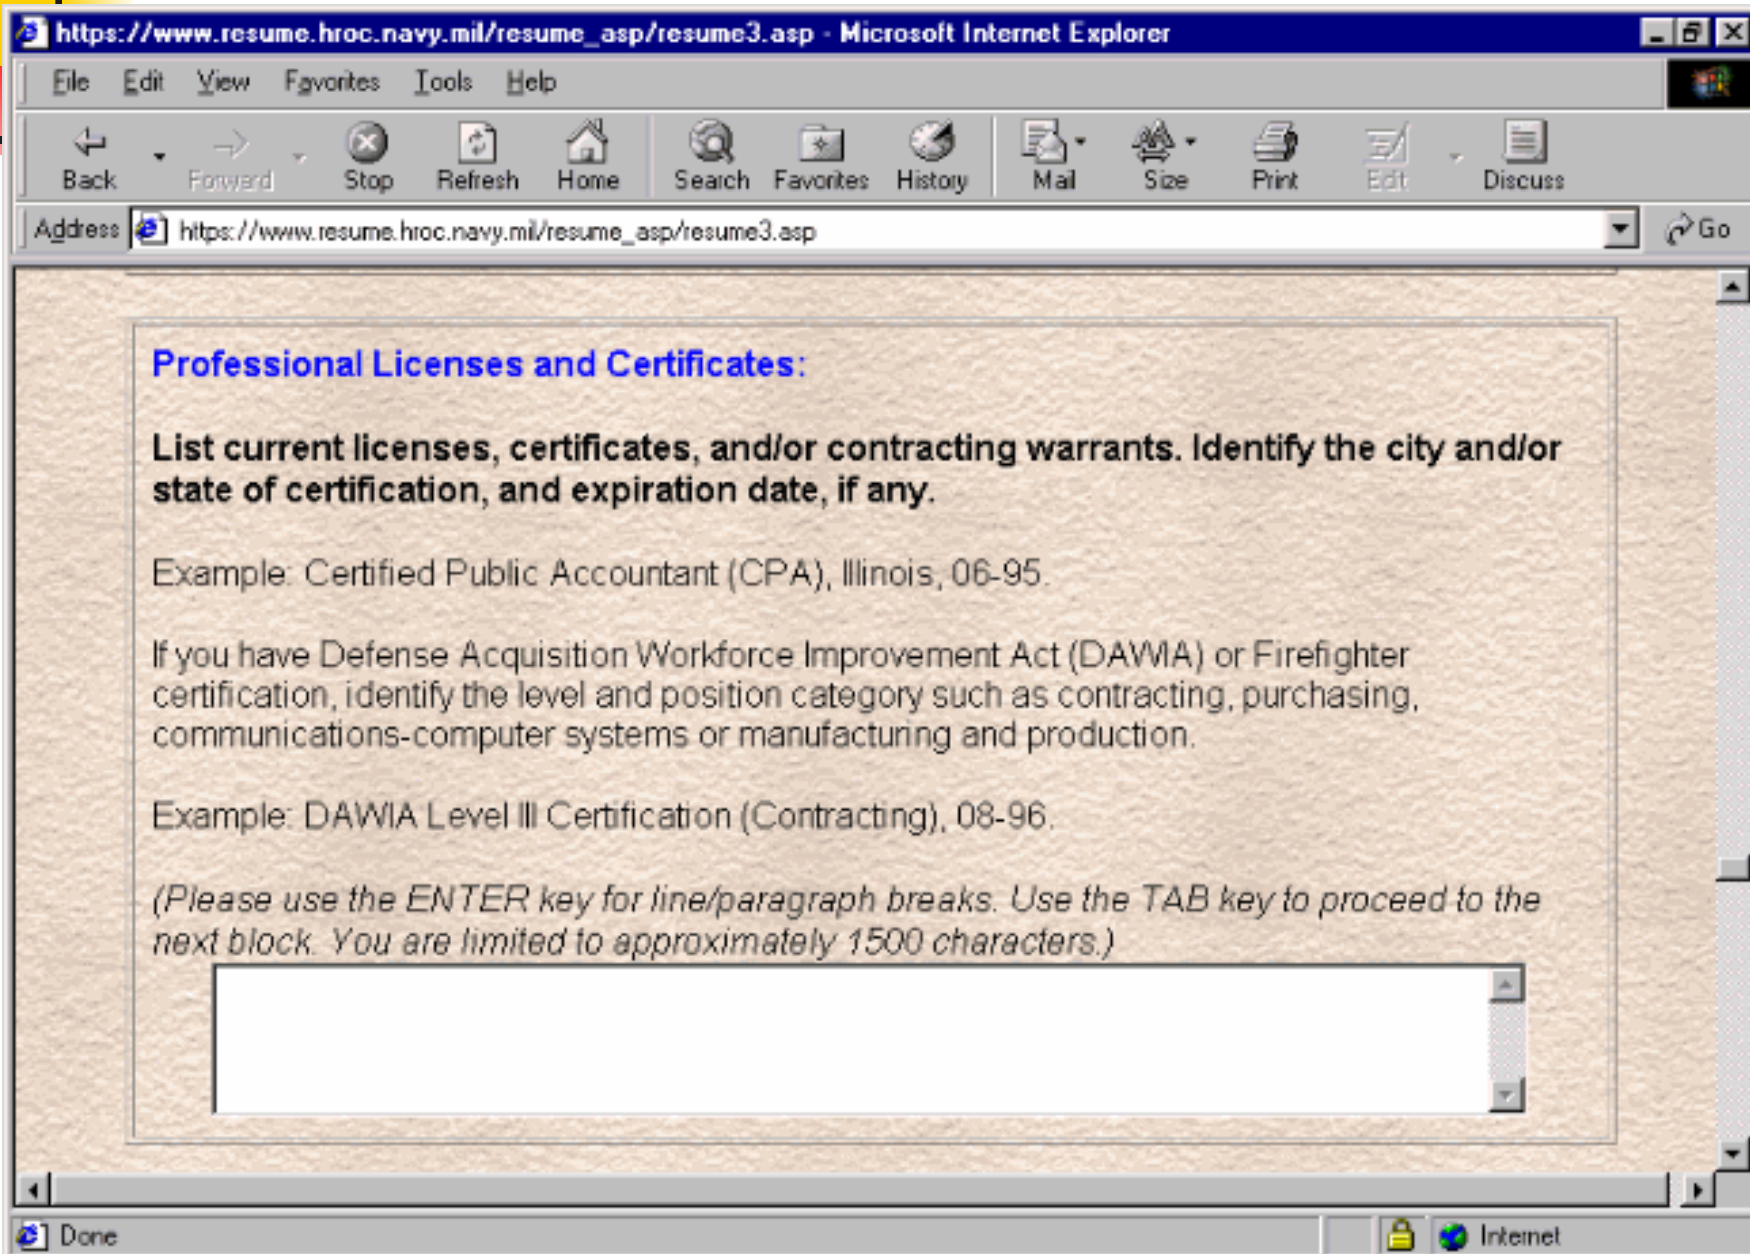 https://www.resume.hroc.navy.mil/resume_asp/resume3.asp - Microsoft Internet Explorer
File Edit View Favorites Tools Help
Back Forward Stop Refresh Home Search Favorites History Mail Size Print Edit Discuss
Address https://www.resume.hroc.navy.mil/resume_asp/resume3.asp Go
Professional Licenses and Certificates:
List current licenses, certificates, and/or contracting warrants. Identify the city and/or
state of certification, and expiration date, if any.
Example: Certified Public Accountant (CPA), Illinois, 06-95.
If you have Defense Acquisition Workforce Improvement Act (DAWIA) or Firefighter
certification, identify the level and position category such as contracting, purchasing,
communications-computer systems or manufacturing and production.
Example: DAWIA Level III Certification (Contracting), 08-96.
(Please use the ENTER key for line/paragraph breaks. Use the TAB key to proceed to the
next block. You are limited to approximately 1500 characters.)
Done Internet